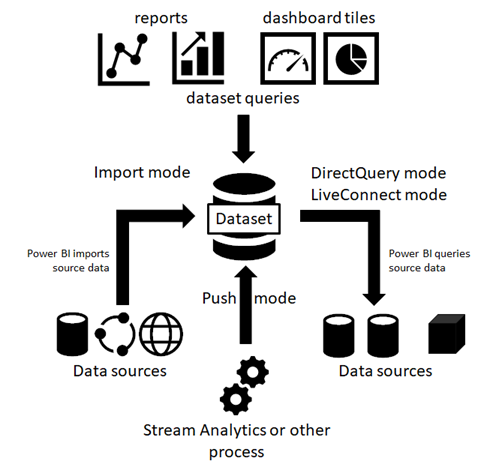 reports
dashboard tiles
dataset queries
Import mode
DirectQuery mode
LiveConnect mode
Dataset
Power BI imports
source data
Power BI queries
source data
Push mode
Data sources
Data sources
Stream Analytics or other
process